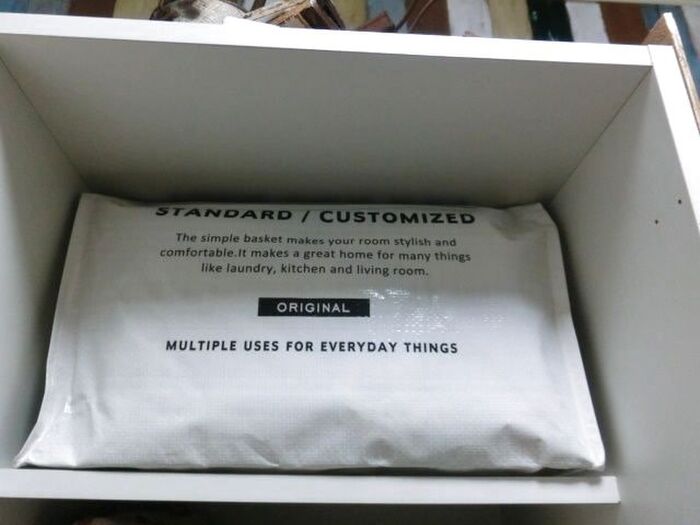 STANDARD / CUSTOMIZED
The simple basket makes your room stylish and
comfortable.It makes a great home for many things
like laundry, kitchen and living room.
ORIGINAL
MULTIPLE USES FOR EVERYDAY THINGS